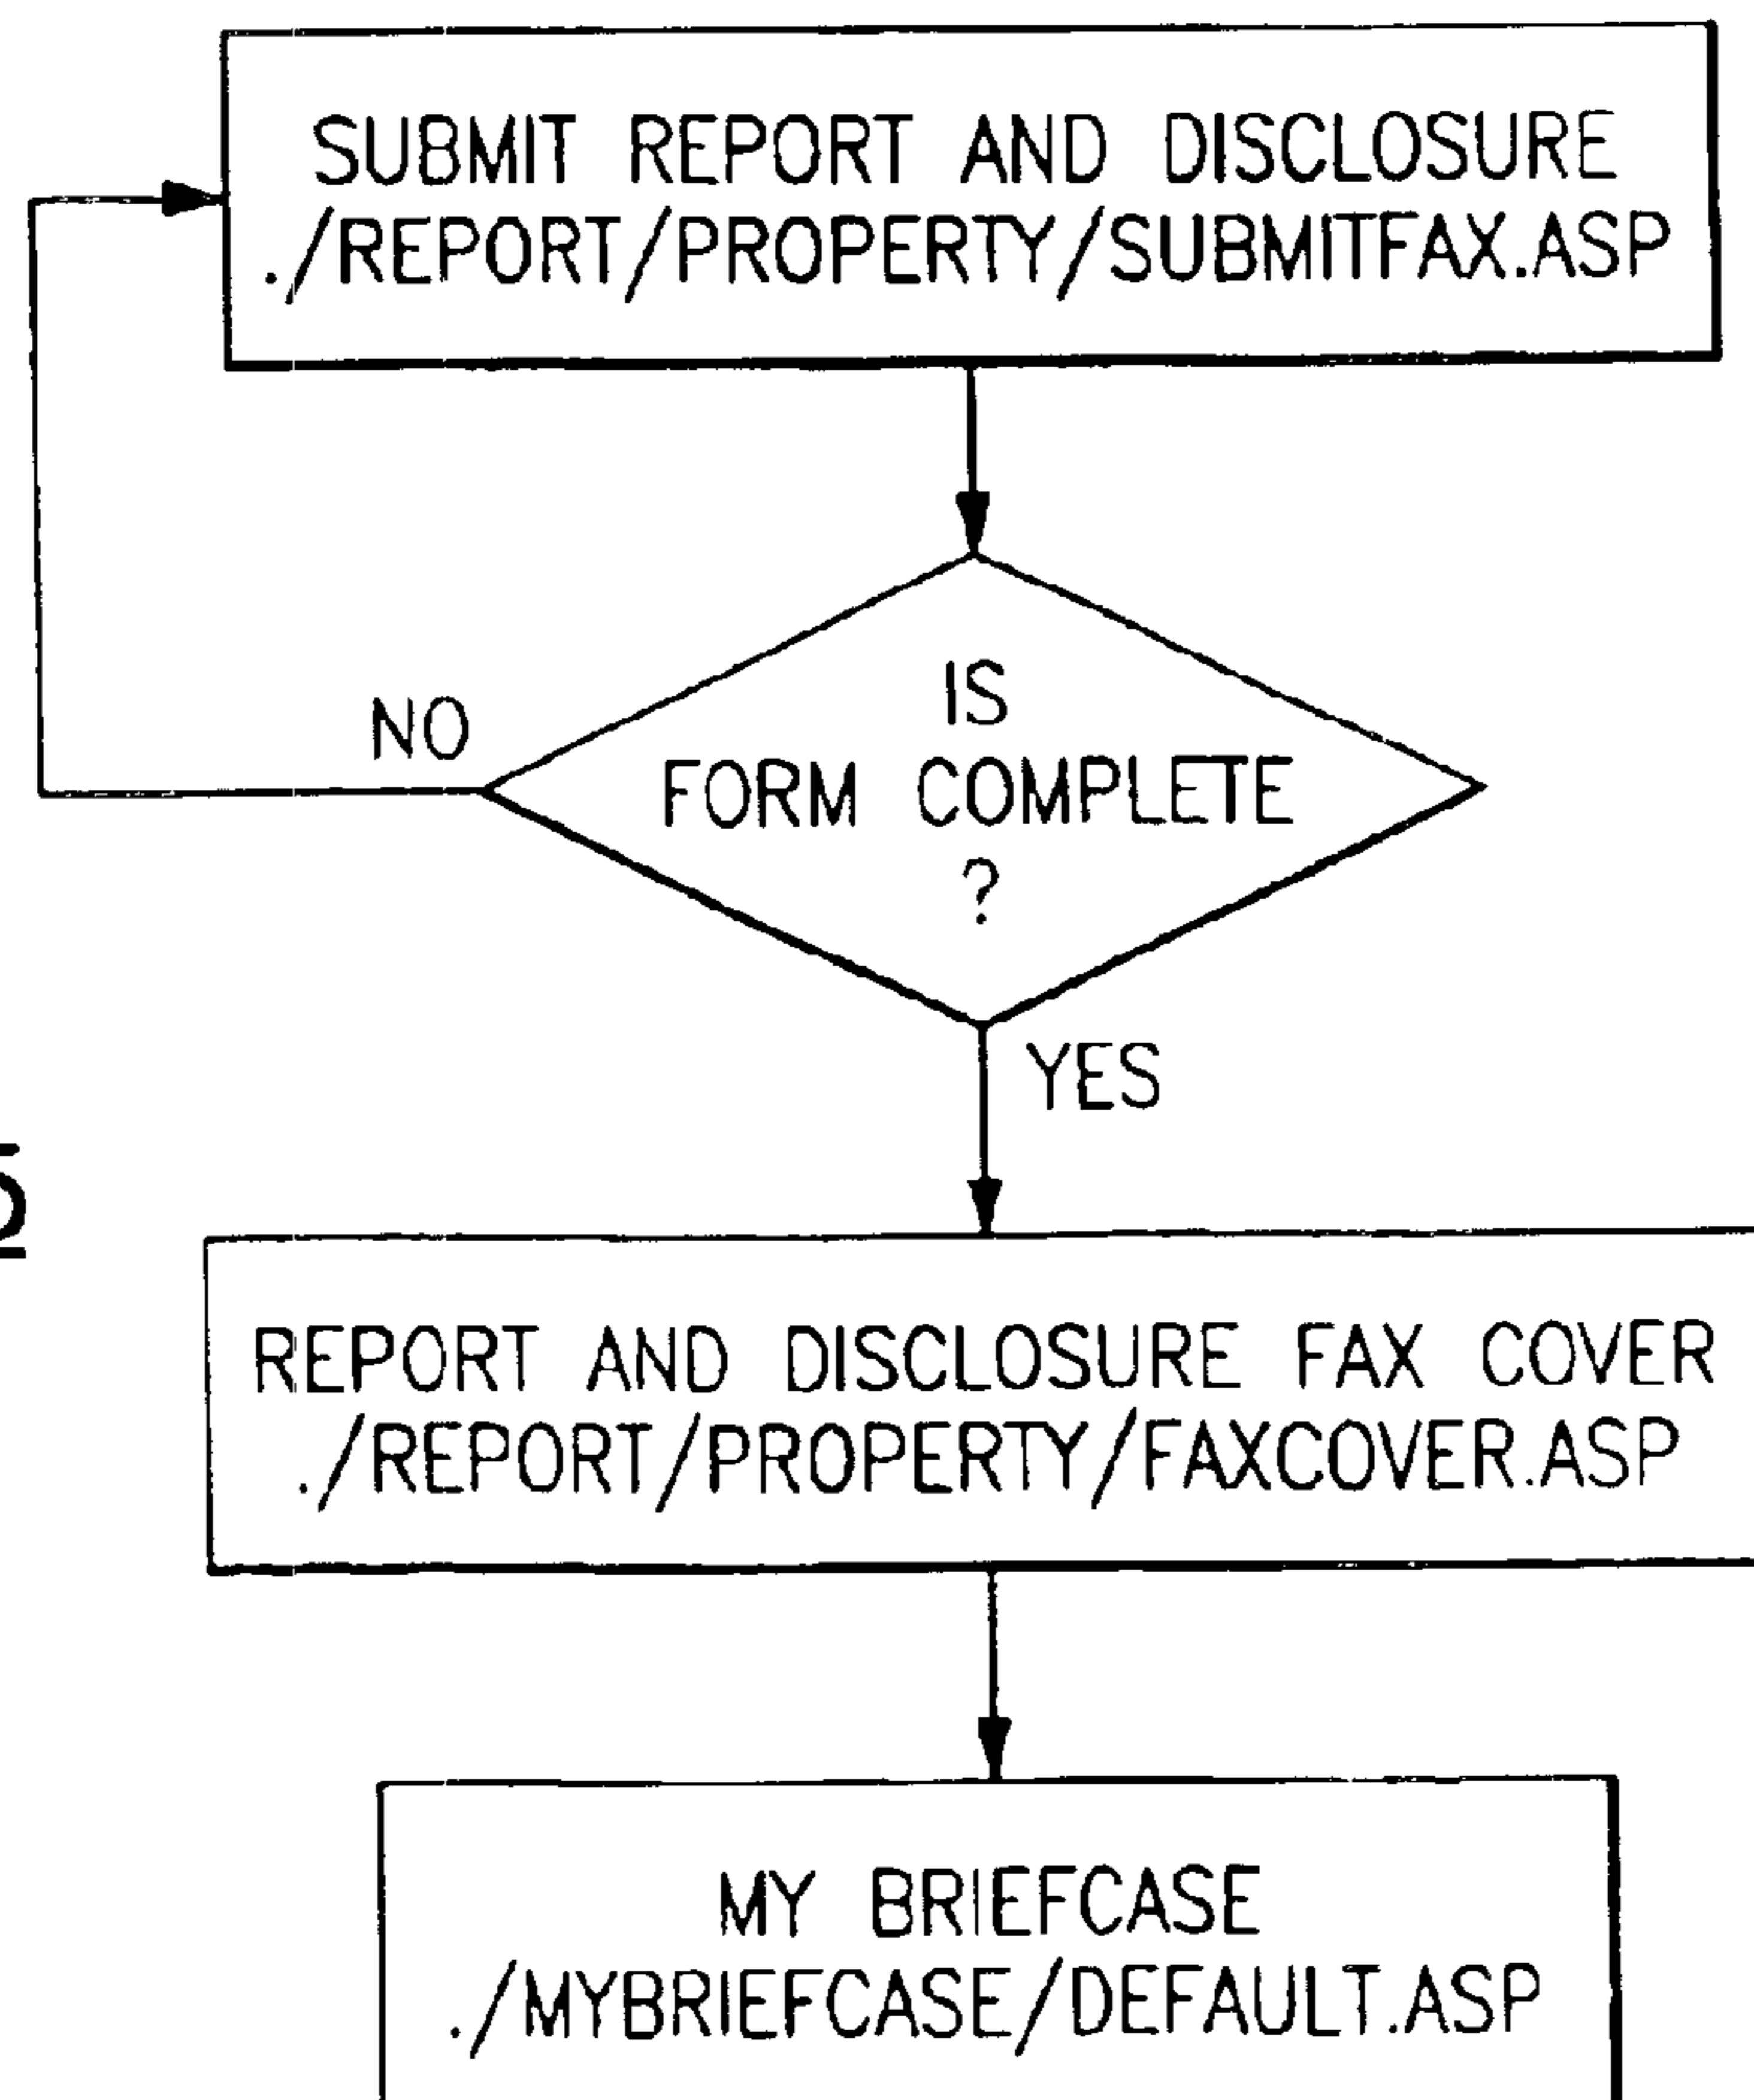 SUBMIT REPORT AND DISCLOSURE
./REPORT/PROPERTY/SUBMITFAX.ASP
IS
FORM COMPLETE
?
NO
YES
REPORT AND DISCLOSURE FAX COVER
./REPORT/PROPERTY/FAXCOVER.ASP
MY BRIEFCASE
./MYBRIEFCASE/DEFAULT.ASP